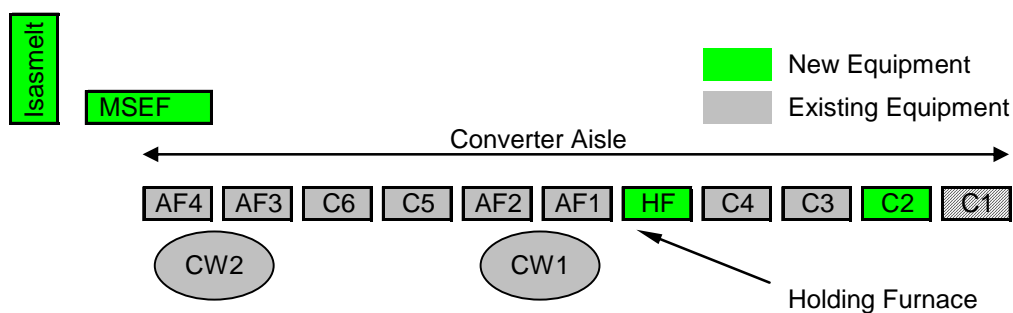 Isasmelt
New Equipment
MSEF
Existing Equipment
Converter Aisle
AF4 AF3 C6 C5 AF2 AF1 HF C4 C3 C2 C1
CW2 CW1
Holding Furnace